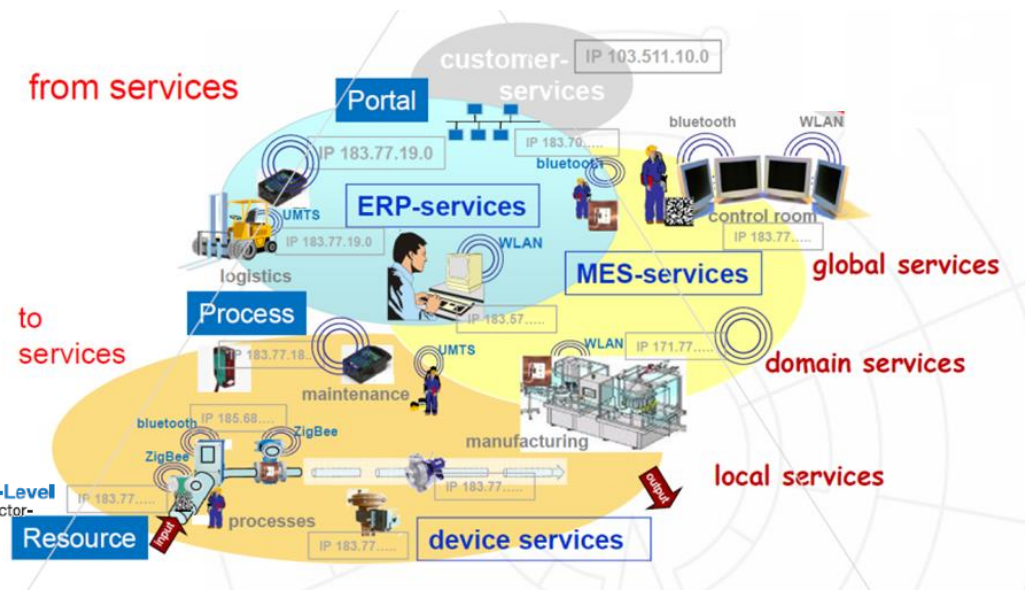 customer-
services
IP 103.511.10.0
from services
Portal
bluetooth
WLAN
IP 183.77.19.0
IP 183.70.....
bluetooth
ERP-services
UMTS
IP 183.77.19.0
logistics
WLAN
control room
IP 183.77.....
MES-services
global services
to
services
Process
IP 183.57.....
IP 183.77.18..
maintenance
UMTS
WLAN
IP 171.77.....
domain services
bluetooth
IP 185.68.....
ZigBee
manufacturing
ZigBee
local services
-Level
ctor-
IP 183.77.....
IP 183.77.....
output
processes
Resource
input
IP 183.77.....
device services